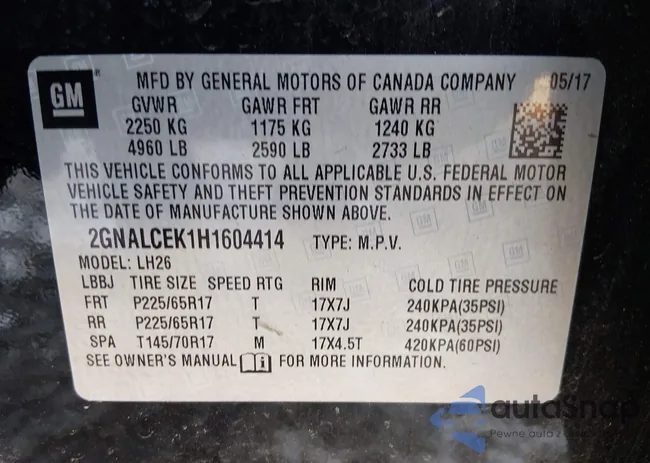 GM
MFD BY GENERAL MOTORS OF CANADA COMPANY 05/17
GVWR GAWR FRT GAWR RR
2250 KG 1175 KG 1240 KG
4960 LB 2590 LB 2733 LB
THIS VEHICLE CONFORMS TO ALL APPLICABLE U.S. FEDERAL MOTOR
VEHICLE SAFETY AND THEFT PREVENTION STANDARDS IN EFFECT ON
THE DATE OF MANUFACTURE SHOWN ABOVE.
2GNALCEK1H1604414 TYPE: M.P.V.
MODEL: LH26
LBBJ TIRE SIZE SPEED RTG RIM COLD TIRE PRESSURE
FRT P225/65R17 T 17X7J 240KPA(35PSI)
RR P225/65R17 T 17X7J 240KPA(35PSI)
SPA T145/70R17 M 17X4.5T 420KPA(60PSI)
SEE OWNER'S MANUAL FOR MORE INFORMATION.
autoSnap
Pewne auta z